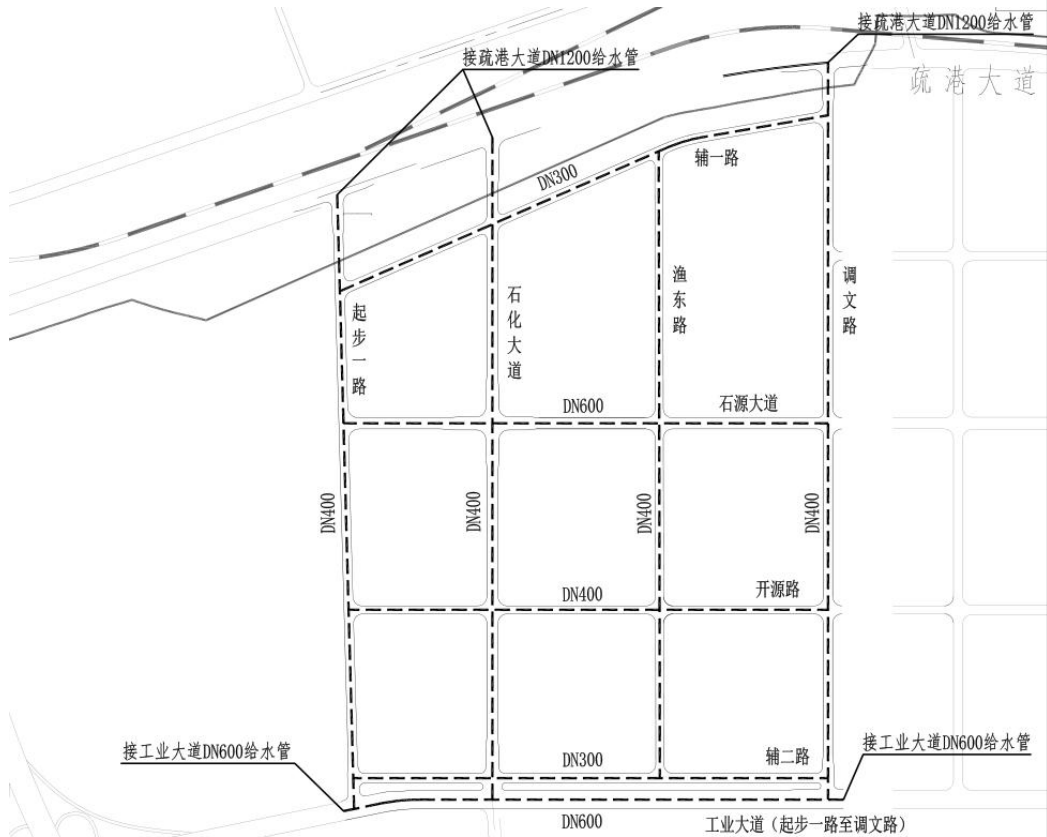 接疏港大道DN1200给水管
接疏港大道DN1200给水管
疏港大道
辅一路
DN300
起步一路
石化大道
渔东路
调文路
DN600
石源大道
DN400
DN400
DN400
DN400
DN400
开源路
接工业大道DN600给水管
接工业大道DN600给水管
DN300
辅二路
DN600
工业大道（起步一路至调文路）